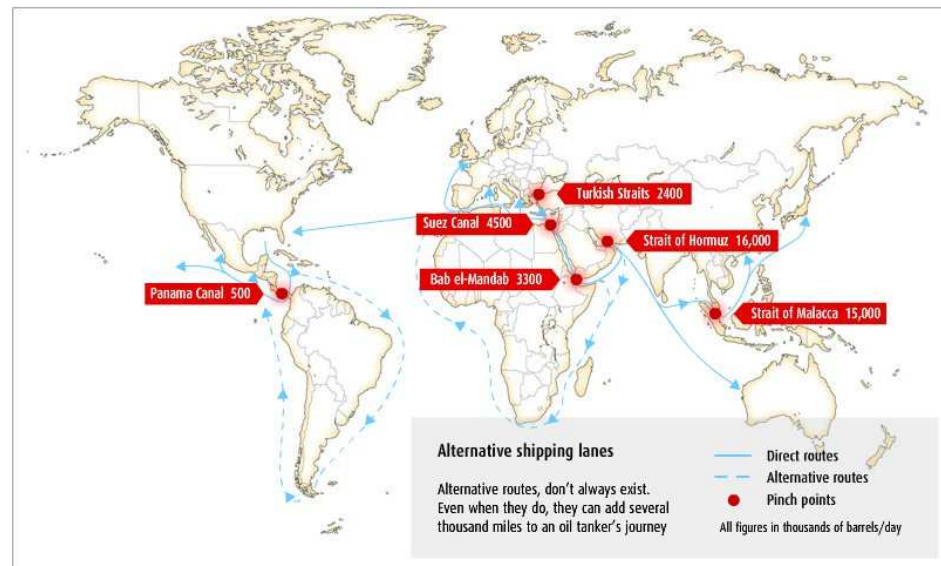 Turkish Straits 2400
Suez Canal 4500
Strait of Hormuz 16,000
Bab el-Mandab 3300
Panama Canal 500
Strait of Malacca 15,000
Alternative shipping lanes
Alternative routes, don't always exist.
Even when they do, they can add several
thousand miles to an oil tanker's journey
Direct routes
Alternative routes
Pinch points
All figures in thousands of barrels/day